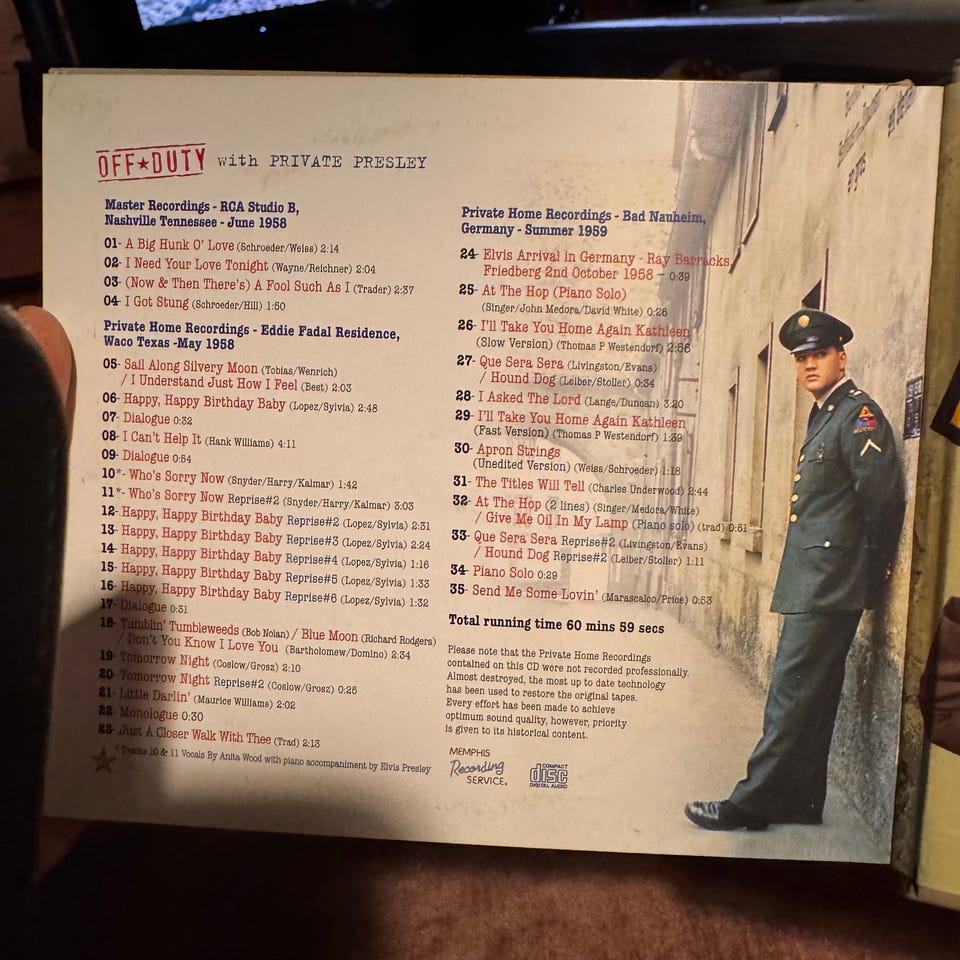 OFF★DUTY with PRIVATE PRESLEY
Master Recordings - RCA Studio B,
Nashville Tennessee - June 1958
01- A Big Hunk O' Love (Schroeder/Weiss) 2:14
02- I Need Your Love Tonight (Wayne/Reichner) 2:04
03- (Now & Then There's) A Fool Such As I (Trader) 2:37
04- I Got Stung (Schroeder/Hill) 1:50
Private Home Recordings - Eddie Fadal Residence,
Waco Texas -May 1958
05- Sail Along Silvery Moon (Tobias/Wenrich)
/ I Understand Just How I Feel (Best) 2:03
06- Happy, Happy Birthday Baby (Lopez/Sylvia) 2:48
07- Dialogue 0:32
08- I Can't Help It (Hank Williams) 4:11
09- Dialogue 0:54
10*- Who's Sorry Now (Snyder/Harry/Kalmar) 1:42
11*- Who's Sorry Now Reprise#2 (Snyder/Harry/Kalmar) 3:03
12- Happy, Happy Birthday Baby Reprise#2 (Lopez/Sylvia) 2:31
13- Happy, Happy Birthday Baby Reprise#3 (Lopez/Sylvia) 2:24
14- Happy, Happy Birthday Baby Reprise#4 (Lopez/Sylvia) 1:16
15- Happy, Happy Birthday Baby Reprise#5 (Lopez/Sylvia) 1:33
16- Happy, Happy Birthday Baby Reprise#6 (Lopez/Sylvia) 1:32
17- Dialogue 0:31
18- Tumblin' Tumbleweeds (Bob Nolan) / Blue Moon (Richard Rodgers)
/ Don't You Know I Love You (Bartholomew/Domino) 2:34
19- Tomorrow Night (Coslow/Grosz) 2:10
20- Tomorrow Night Reprise#2 (Coslow/Grosz) 0:25
21- Little Darlin' (Maurice Williams) 2:02
22- Monologue 0:30
23- Just A Closer Walk With Thee (Trad) 2:13
* Tracks 10 & 11 Vocals By Anita Wood with piano accompaniment by Elvis Presley
Private Home Recordings - Bad Nauheim,
Germany - Summer 1959
24- Elvis Arrival in Germany - Ray Barracks,
Friedberg 2nd October 1958 - 0:39
25- At The Hop (Piano Solo)
(Singer/John Medora/David White) 0:26
26- I'll Take You Home Again Kathleen
(Slow Version) (Thomas P Westendorf) 2:56
27- Que Sera Sera (Livingston/Evans)
/ Hound Dog (Leiber/Stoller) 0:34
28- I Asked The Lord (Lange/Duncan) 3:20
29- I'll Take You Home Again Kathleen
(Fast Version) (Thomas P Westendorf) 1:39
30- Apron Strings
(Unedited Version) (Weiss/Schroeder) 1:18
31- The Titles Will Tell (Charles Underwood) 2:44
32- At The Hop (2 lines) (Singer/Medora/White)
/ Give Me Oil In My Lamp (Piano solo) (trad) 0:51
33- Que Sera Sera Reprise#2 (Livingston/Evans)
/ Hound Dog Reprise#2 (Leiber/Stoller) 1:11
34- Piano Solo 0:29
35- Send Me Some Lovin' (Marascalco/Price) 0:53
Total running time 60 mins 59 secs
Please note that the Private Home Recordings
contained on this CD were not recorded professionally.
Almost destroyed, the most up to date technology
has been used to restore the original tapes.
Every effort has been made to achieve
optimum sound quality, however, priority
is given to its historical content.
MEMPHIS
Recording
SERVICE.
COMPACT
disc
DIGITAL AUDIO
en gros